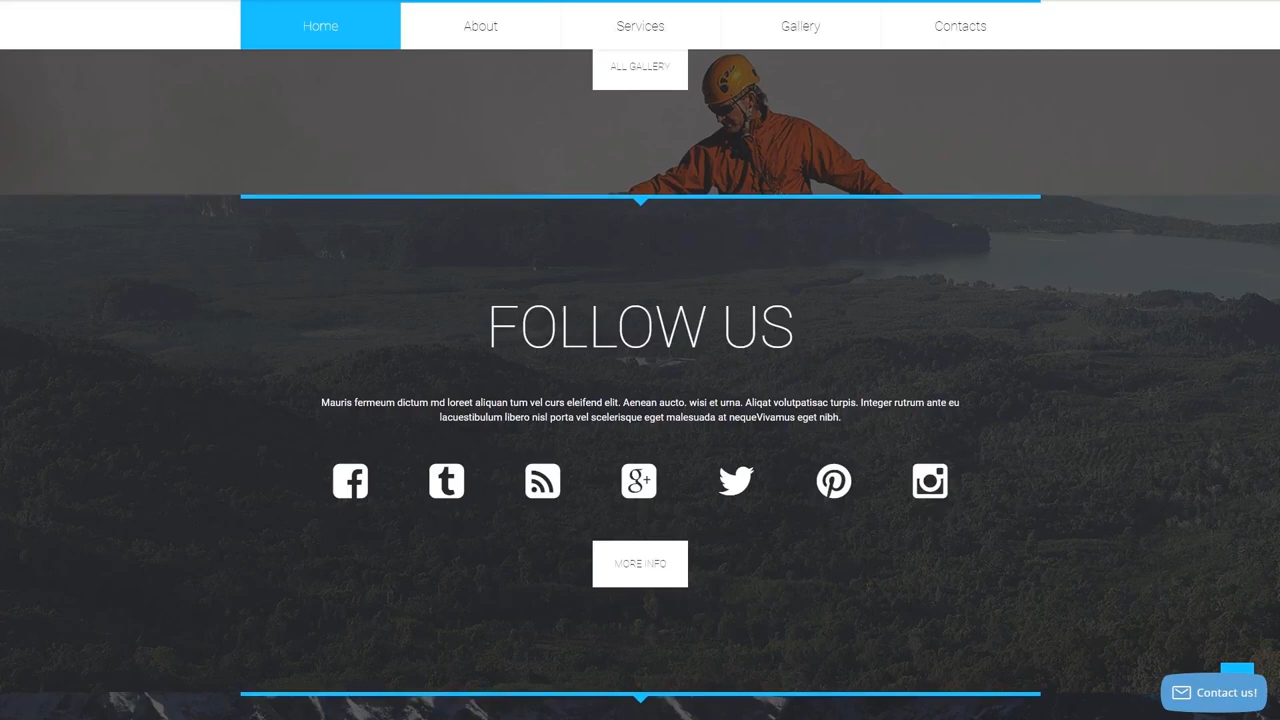 Home
About
Services
Gallery
Contacts
ALL GALLERY
FOLLOW US
Mauris fermeum dictum md loreet aliquan tum vel curs eleifend elit. Aenean aucto. wisi et urna. Aliqat volutpatisac turpis. Integer rutrum ante eu
lacuestibulum libero nisl porta vel scelerisque eget malesuada at nequeVivamus eget nibh.
MORE INFO
Contact us!